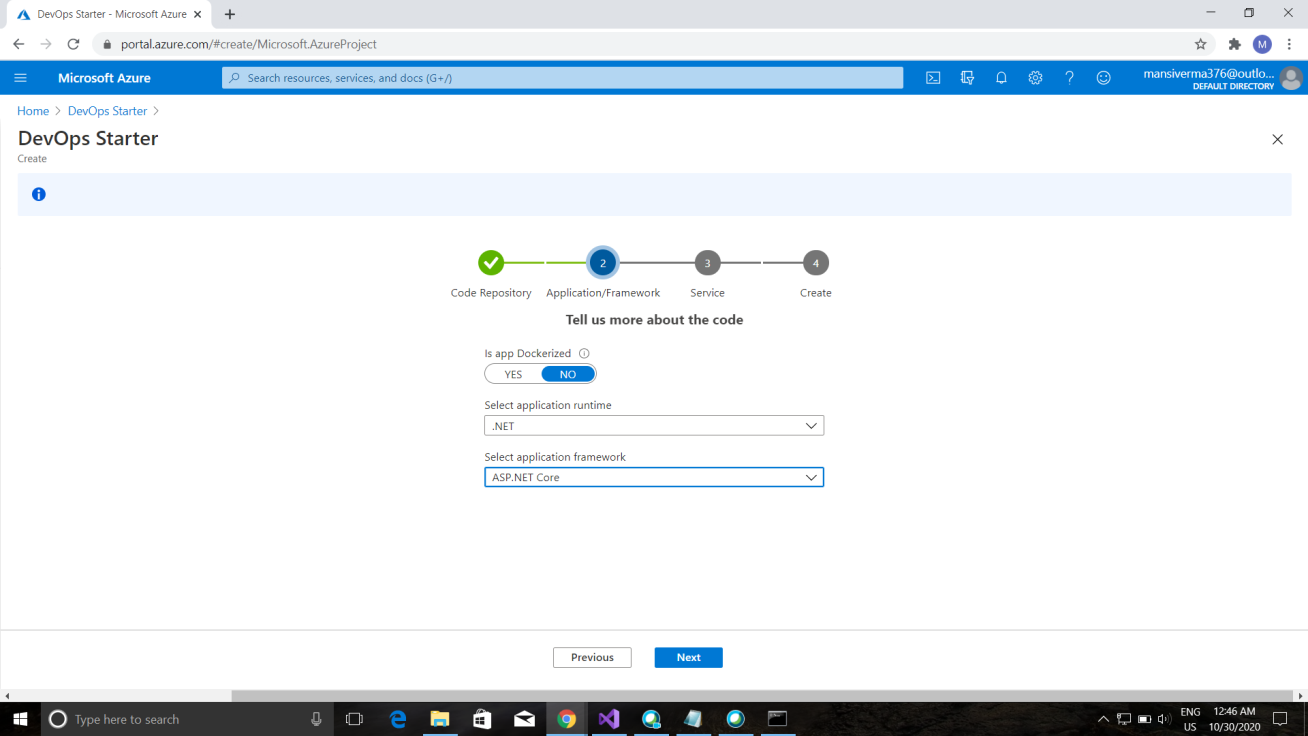 DevOps Starter - Microsoft Azure
portal.azure.com/#create/Microsoft.AzureProject
M
Microsoft Azure
Search resources, services, and docs (G+/)
mansiverma376@outlo...
DEFAULT DIRECTORY
Home > DevOps Starter >
DevOps Starter
Create
2
3
4
Code Repository
Application/Framework
Service
Create
Tell us more about the code
Is app Dockerized
YES
NO
Select application runtime
.NET
Select application framework
ASP.NET Core
Previous
Next
Type here to search
ENG
US
12:46 AM
10/30/2020